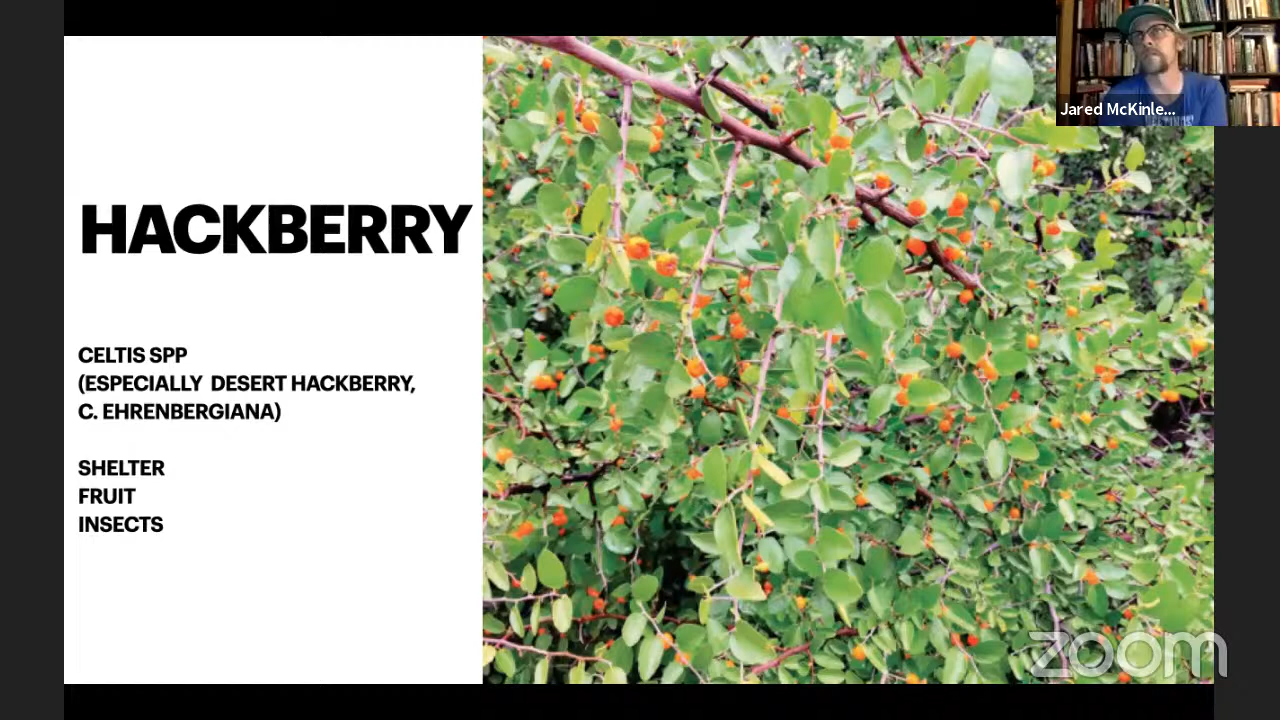 HACKBERRY
CELTIS SPP
(ESPECIALLY DESERT HACKBERRY,
C. EHRENBERGIANA)
SHELTER
FRUIT
INSECTS
Jared McKinle...
zoom